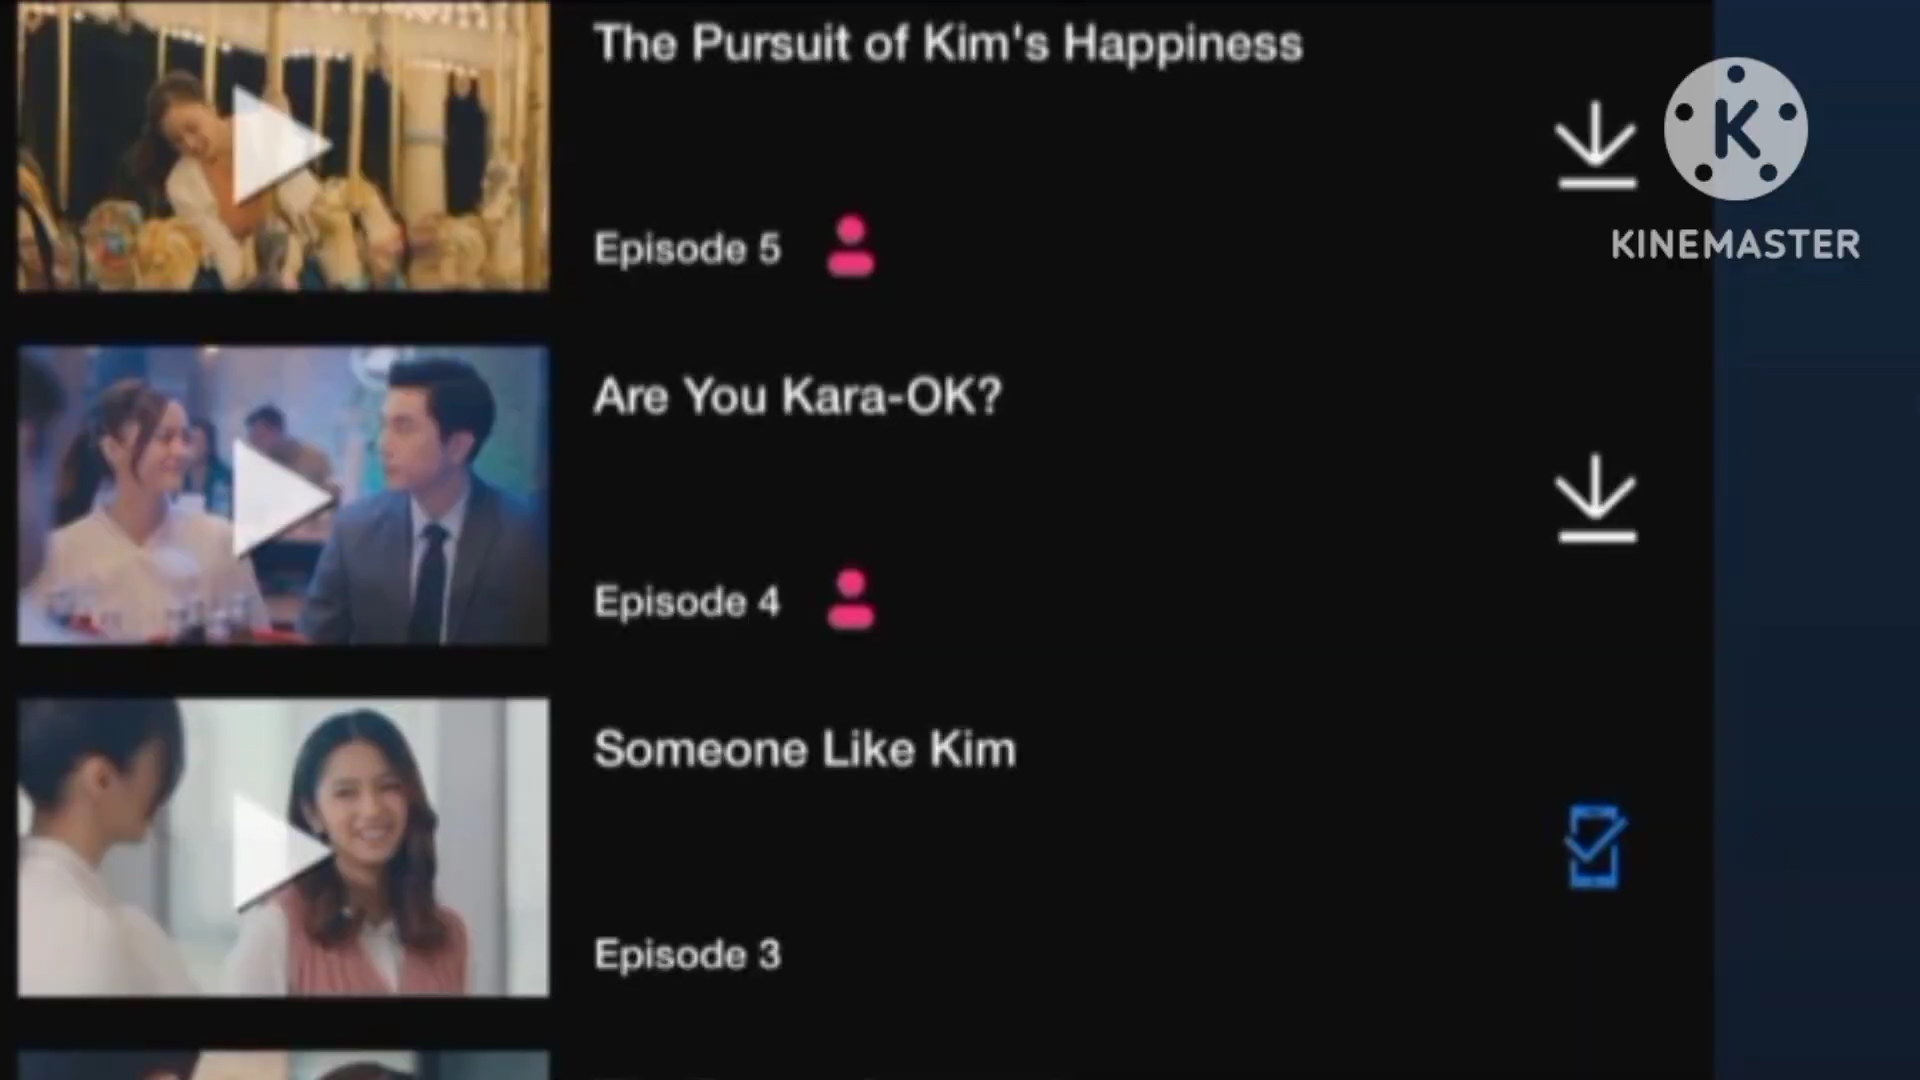 The Pursuit of Kim's Happiness
K
KINEMASTER
Episode 5
Are You Kara-OK?
Episode 4
Someone Like Kim
Episode 3